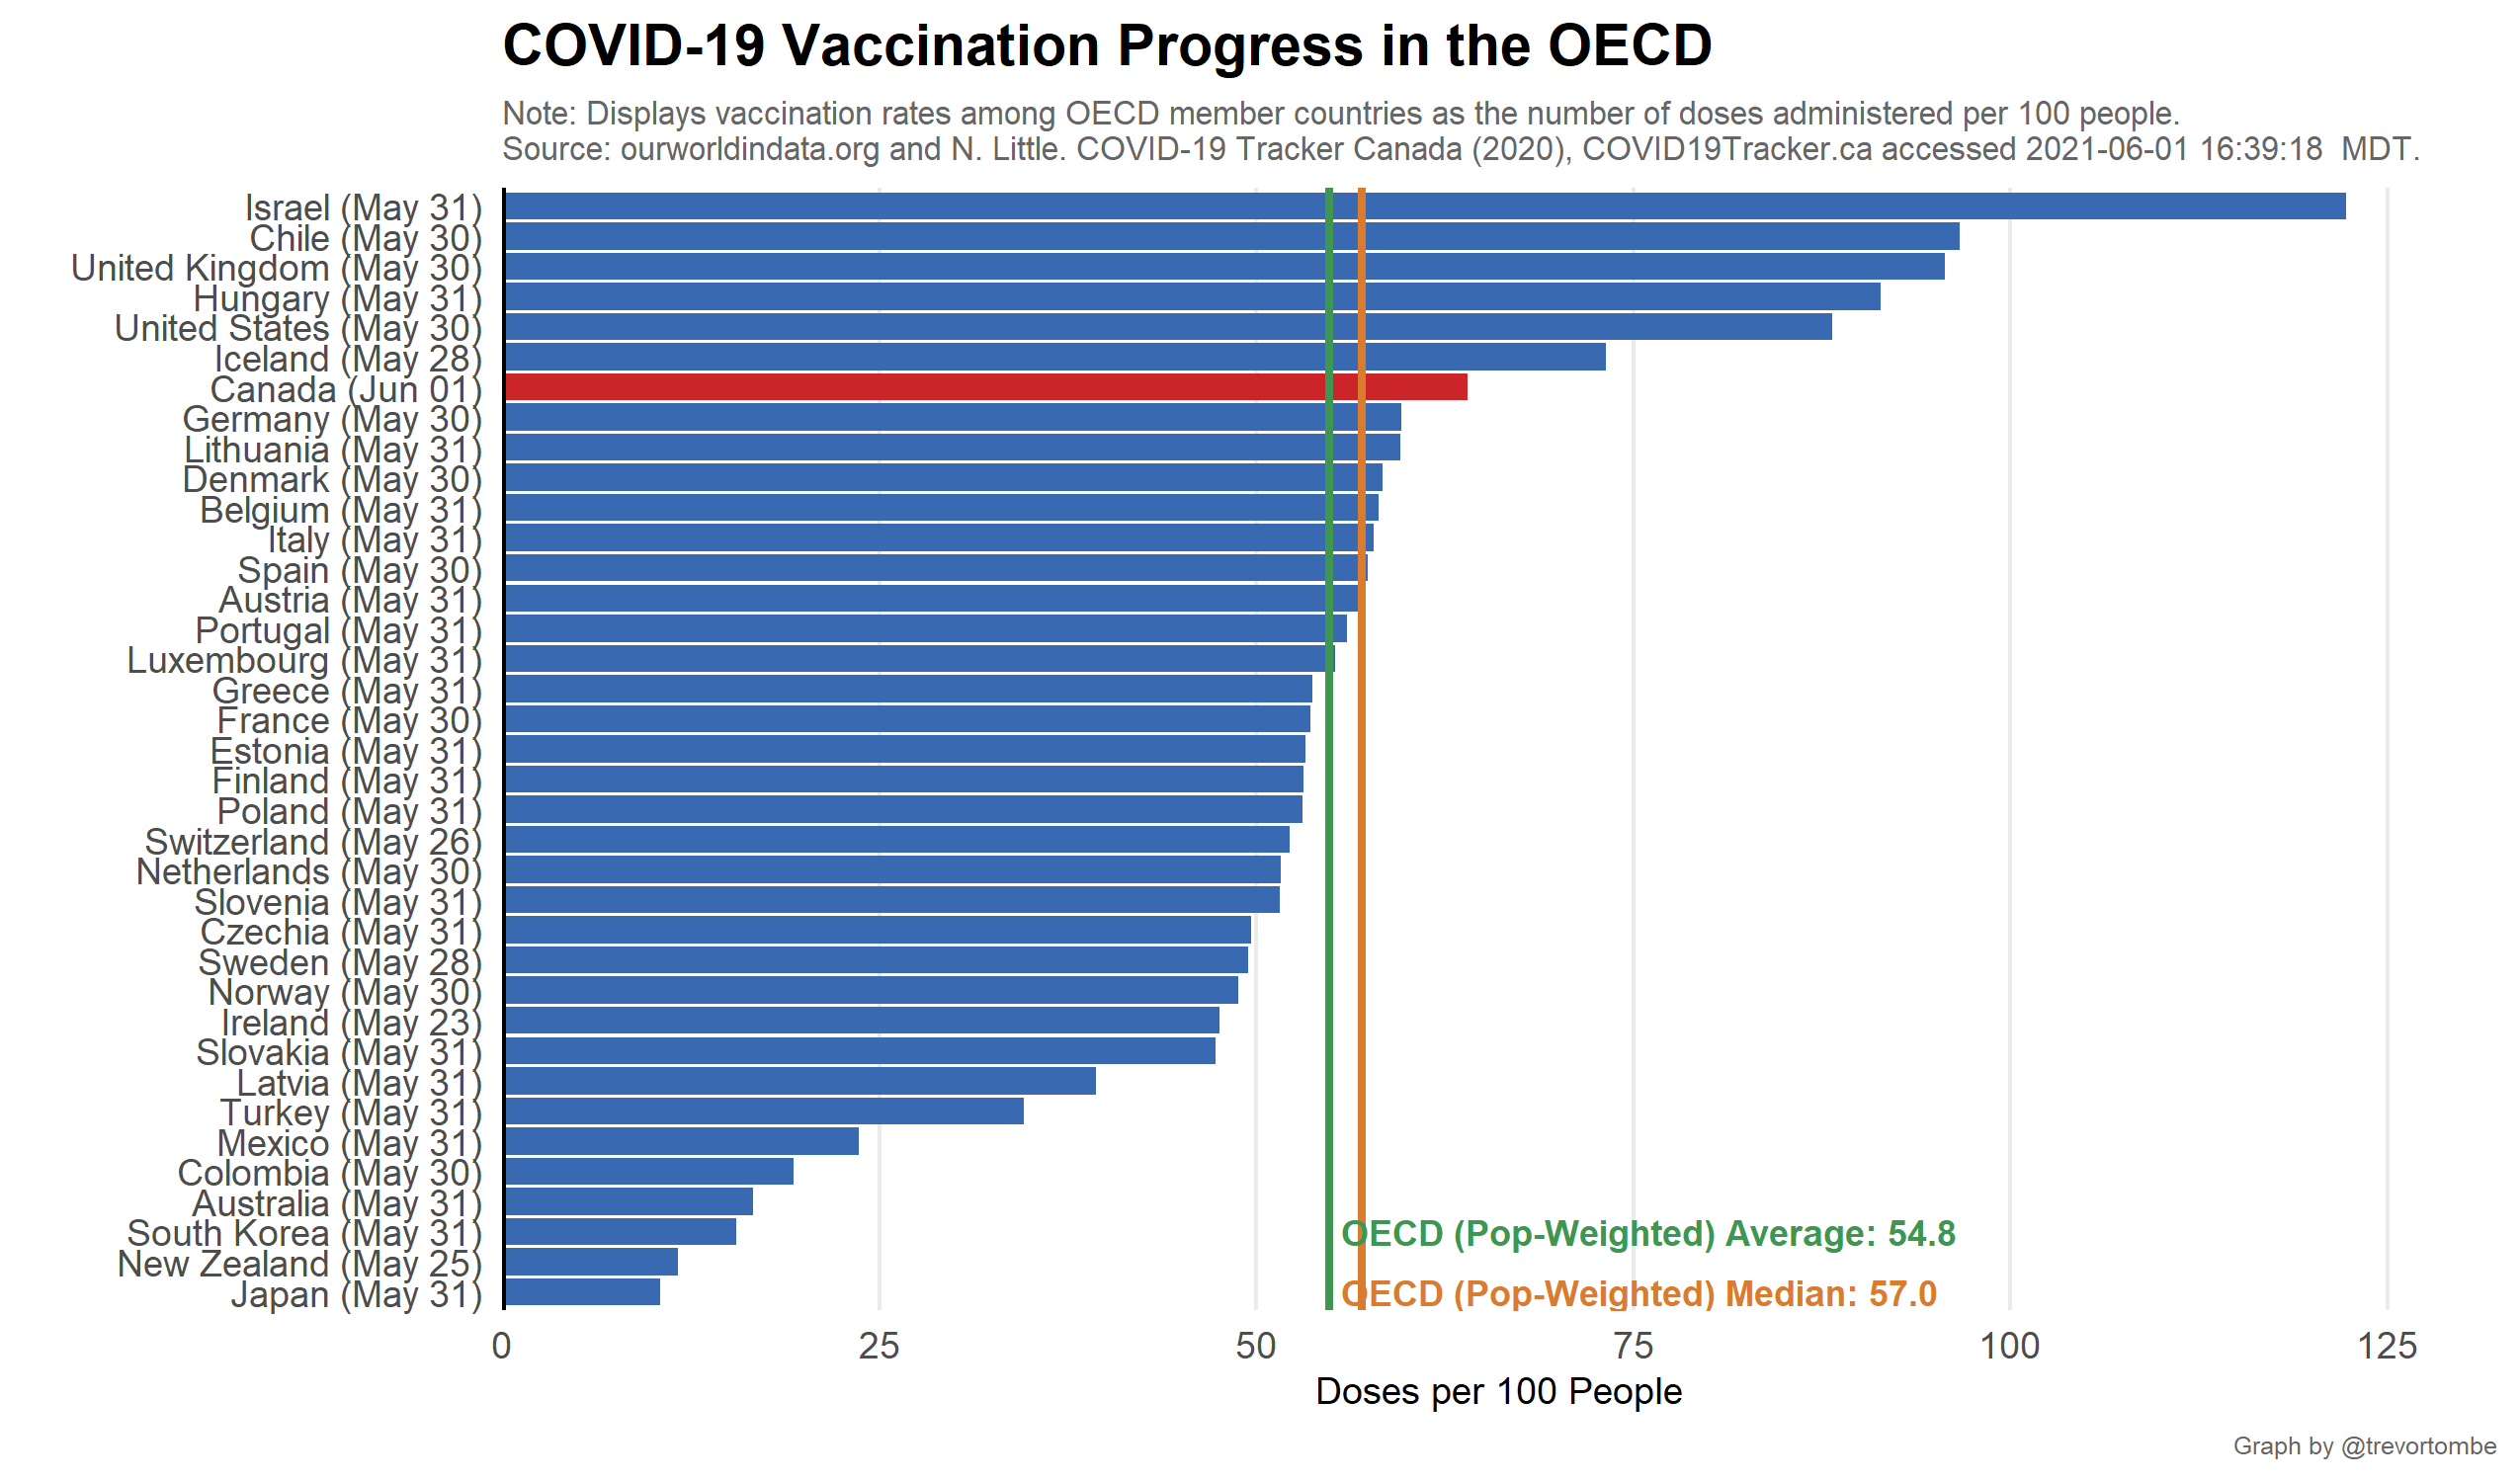 COVID-19 Vaccination Progress in the OECD
Note: Displays vaccination rates among OECD member countries as the number of doses administered per 100 people.
Source: ourworldindata.org and N. Little. COVID-19 Tracker Canada (2020), COVID19Tracker.ca accessed 2021-06-01 16:39:18  MDT.
Israel (May 31)
Chile (May 30)
United Kingdom (May 30)
Hungary (May 31)
United States (May 30)
Iceland (May 28)
Canada (Jun 01)
Germany (May 30)
Lithuania (May 31)
Denmark (May 30)
Belgium (May 31)
Italy (May 31)
Spain (May 30)
Austria (May 31)
Portugal (May 31)
Luxembourg (May 31)
Greece (May 31)
France (May 30)
Estonia (May 31)
Finland (May 31)
Poland (May 31)
Switzerland (May 26)
Netherlands (May 30)
Slovenia (May 31)
Czechia (May 31)
Sweden (May 28)
Norway (May 30)
Ireland (May 23)
Slovakia (May 31)
Latvia (May 31)
Turkey (May 31)
Mexico (May 31)
Colombia (May 30)
Australia (May 31)
South Korea (May 31)
OECD (Pop-Weighted) Average: 54.8
New Zealand (May 25)
Japan (May 31)
OECD (Pop-Weighted) Median: 57.0
0 25 50 75 100 125
Doses per 100 People
Graph by @trevortombe